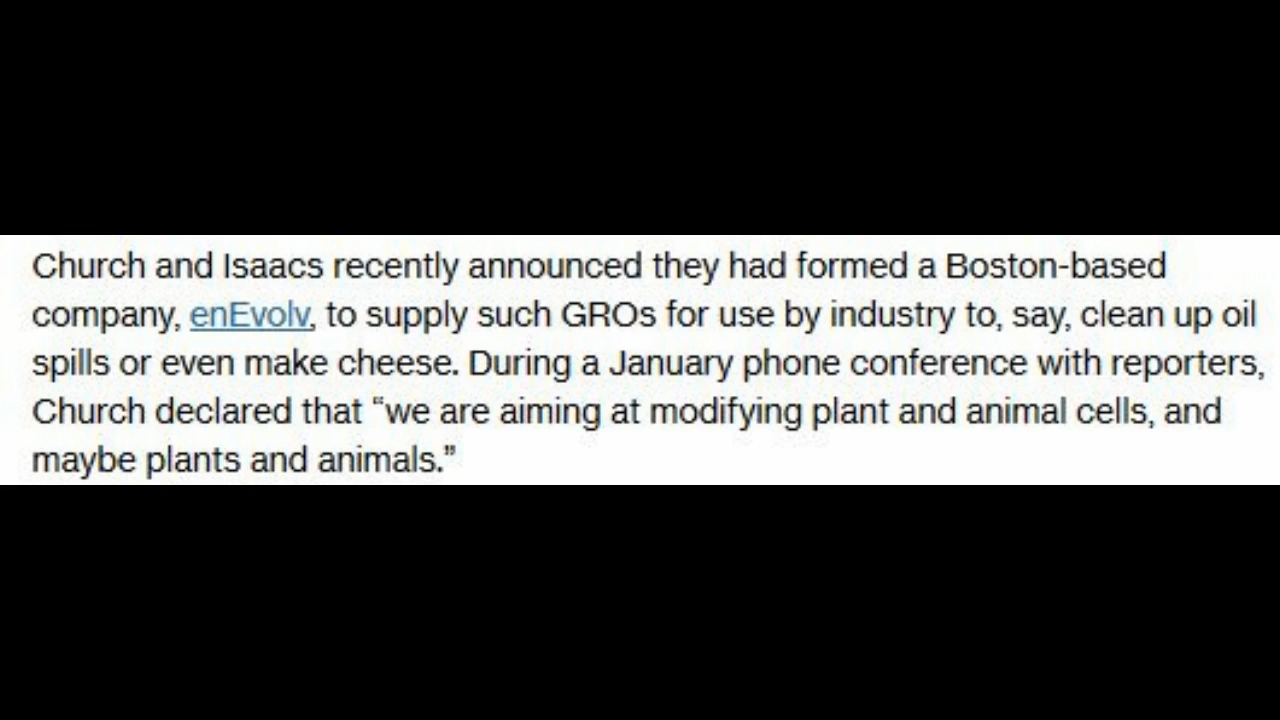 Church and Isaacs recently announced they had formed a Boston-based
company, enEvolv, to supply such GROs for use by industry to, say, clean up oil
spills or even make cheese. During a January phone conference with reporters,
Church declared that “we are aiming at modifying plant and animal cells, and
maybe plants and animals.”